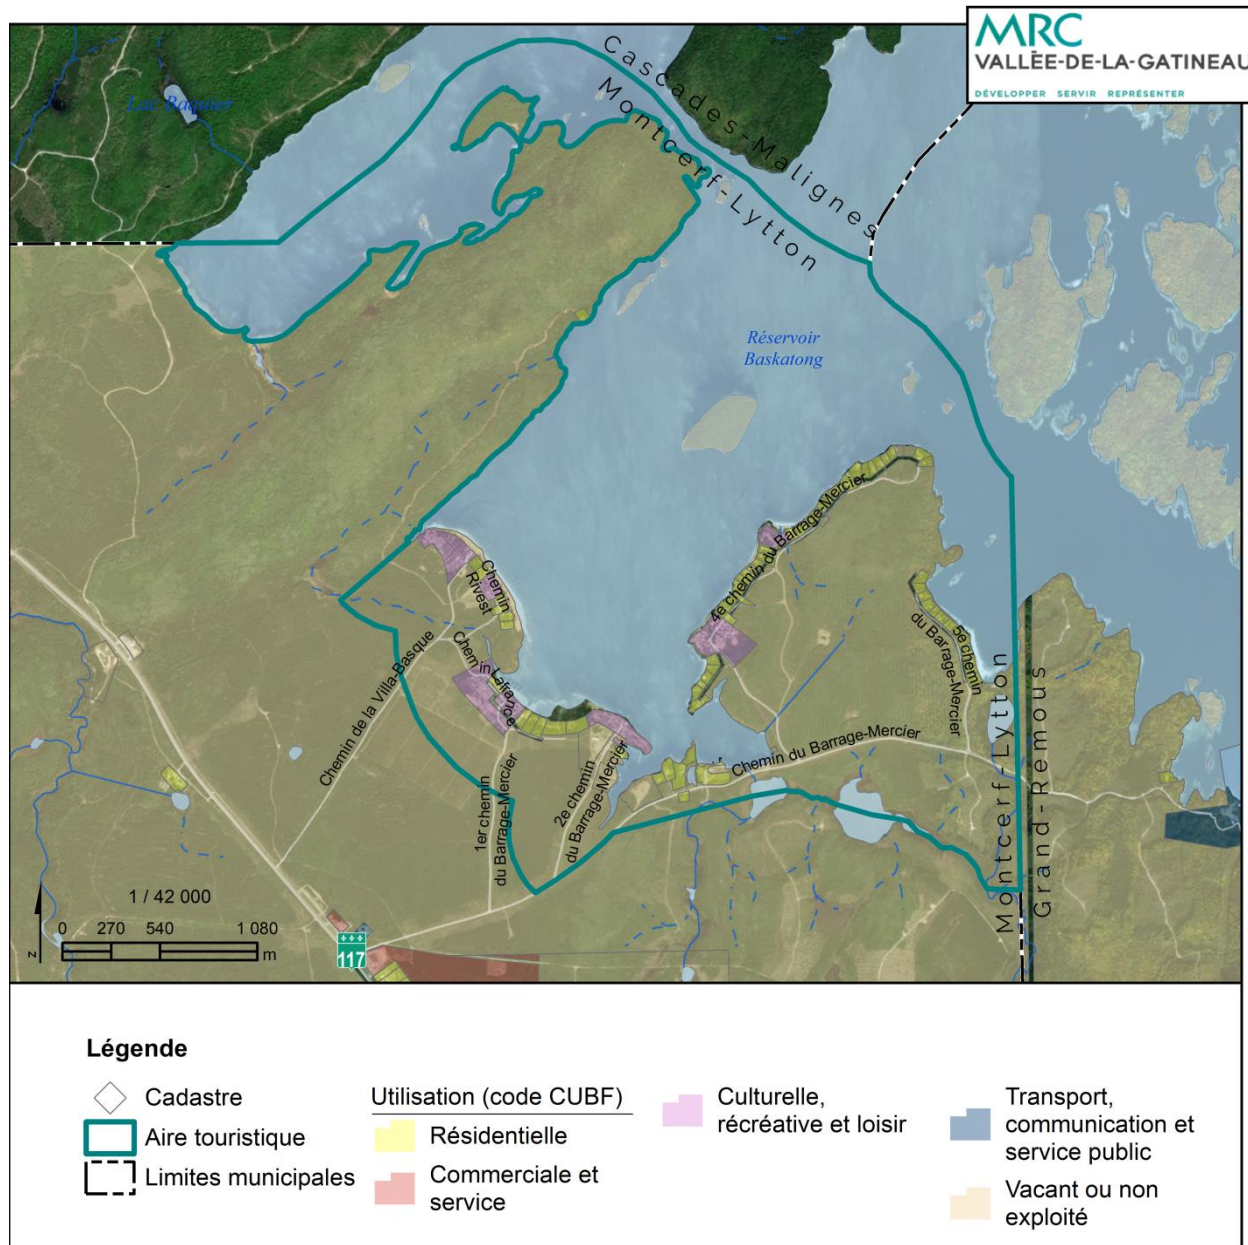 MRC
VALLÉE-DE-LA-GATINEAU
DÉVELOPPER SERVIR REPRÉSENTER
Cascades-Malignes
Montcerf-Lytton
Lac Baquier
Réservoir
Baskatong
4e chemin du Barrage-Mercier
Chemin
Rivest
5e chemin
du Barrage-Mercier
Chemin Lafrance
Chemin de la Villa-Basque
Chemin du Barrage-Mercier
1er chemin
du Barrage-Mercier
2e chemin
du Barrage-Mercier
Montcerf-Lytton
Grand-Remous
1 / 42 000
0 270 540 1 080
m
N
117
Légende
Cadastre
Aire touristique
Limites municipales
Utilisation (code CUBF)
Résidentielle
Commerciale et
service
Culturelle,
récréative et loisir
Transport,
communication et
service public
Vacant ou non
exploité